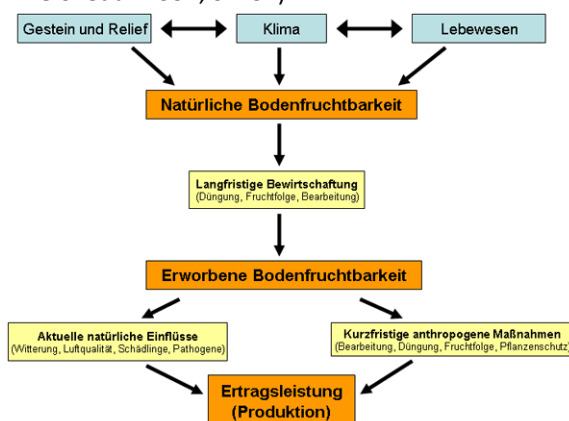 Gestein und Relief
Klima
Lebewesen
Natürliche Bodenfruchtbarkeit
Langfristige Bewirtschaftung
(Düngung, Fruchtfolge, Bearbeitung)
Erworbene Bodenfruchtbarkeit
Aktuelle natürliche Einflüsse
(Witterung, Luftqualität, Schädlinge, Pathogene)
Kurzfristige anthropogene Maßnahmen
(Bearbeitung, Düngung, Fruchtfolge, Pflanzenschutz)
Ertragsleistung
(Produktion)